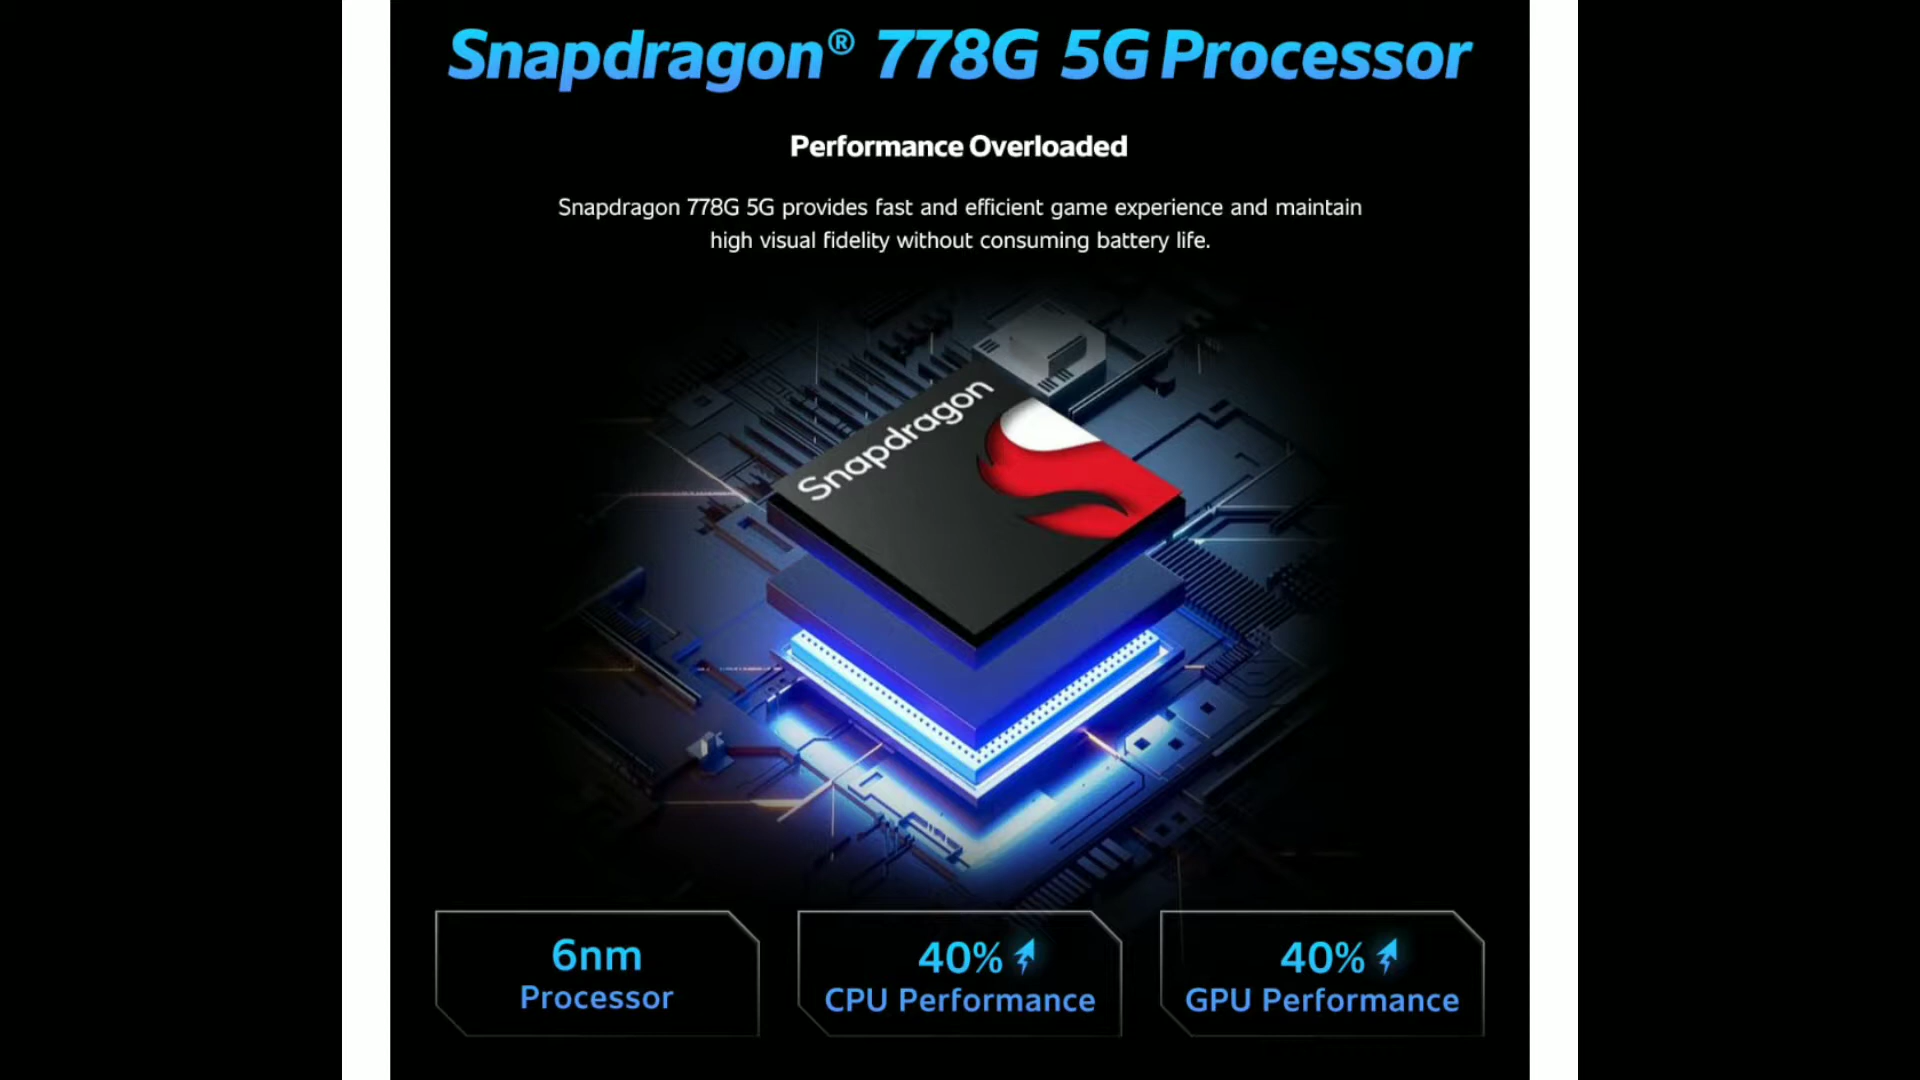 Snapdragon® 778G 5G Processor
Performance Overloaded
Snapdragon 778G 5G provides fast and efficient game experience and maintain
high visual fidelity without consuming battery life.
Snapdragon
6nm
Processor
40%
CPU Performance
40%
GPU Performance